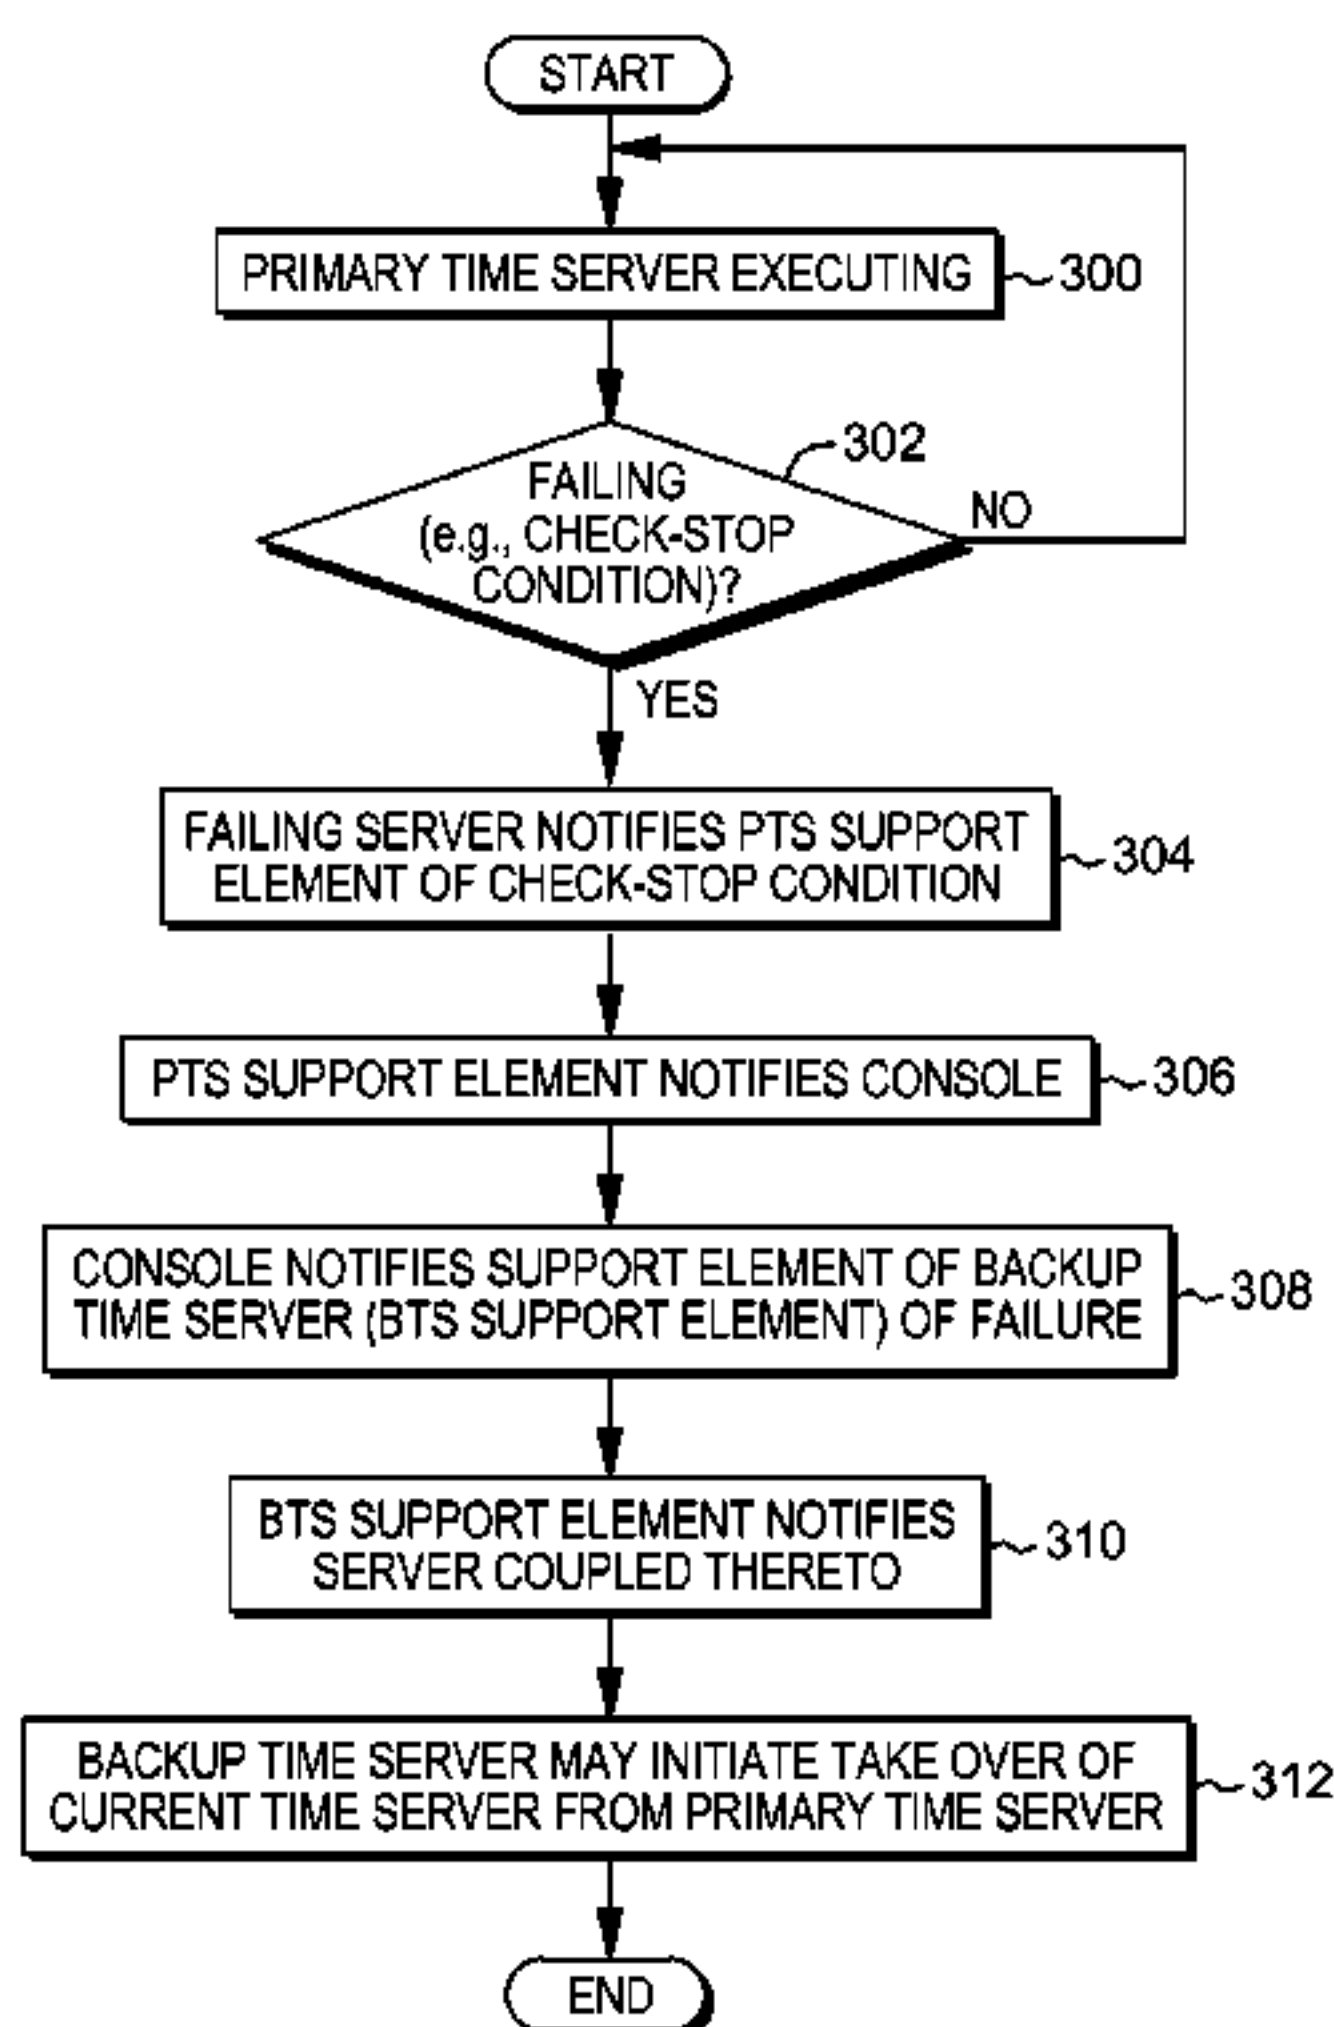 START
PRIMARY TIME SERVER EXECUTING
300
302
FAILING
(e.g., CHECK-STOP
CONDITION)?
NO
YES
FAILING SERVER NOTIFIES PTS SUPPORT
ELEMENT OF CHECK-STOP CONDITION
304
PTS SUPPORT ELEMENT NOTIFIES CONSOLE
306
CONSOLE NOTIFIES SUPPORT ELEMENT OF BACKUP
TIME SERVER (BTS SUPPORT ELEMENT) OF FAILURE
308
BTS SUPPORT ELEMENT NOTIFIES
SERVER COUPLED THERETO
310
BACKUP TIME SERVER MAY INITIATE TAKE OVER OF
CURRENT TIME SERVER FROM PRIMARY TIME SERVER
312
END